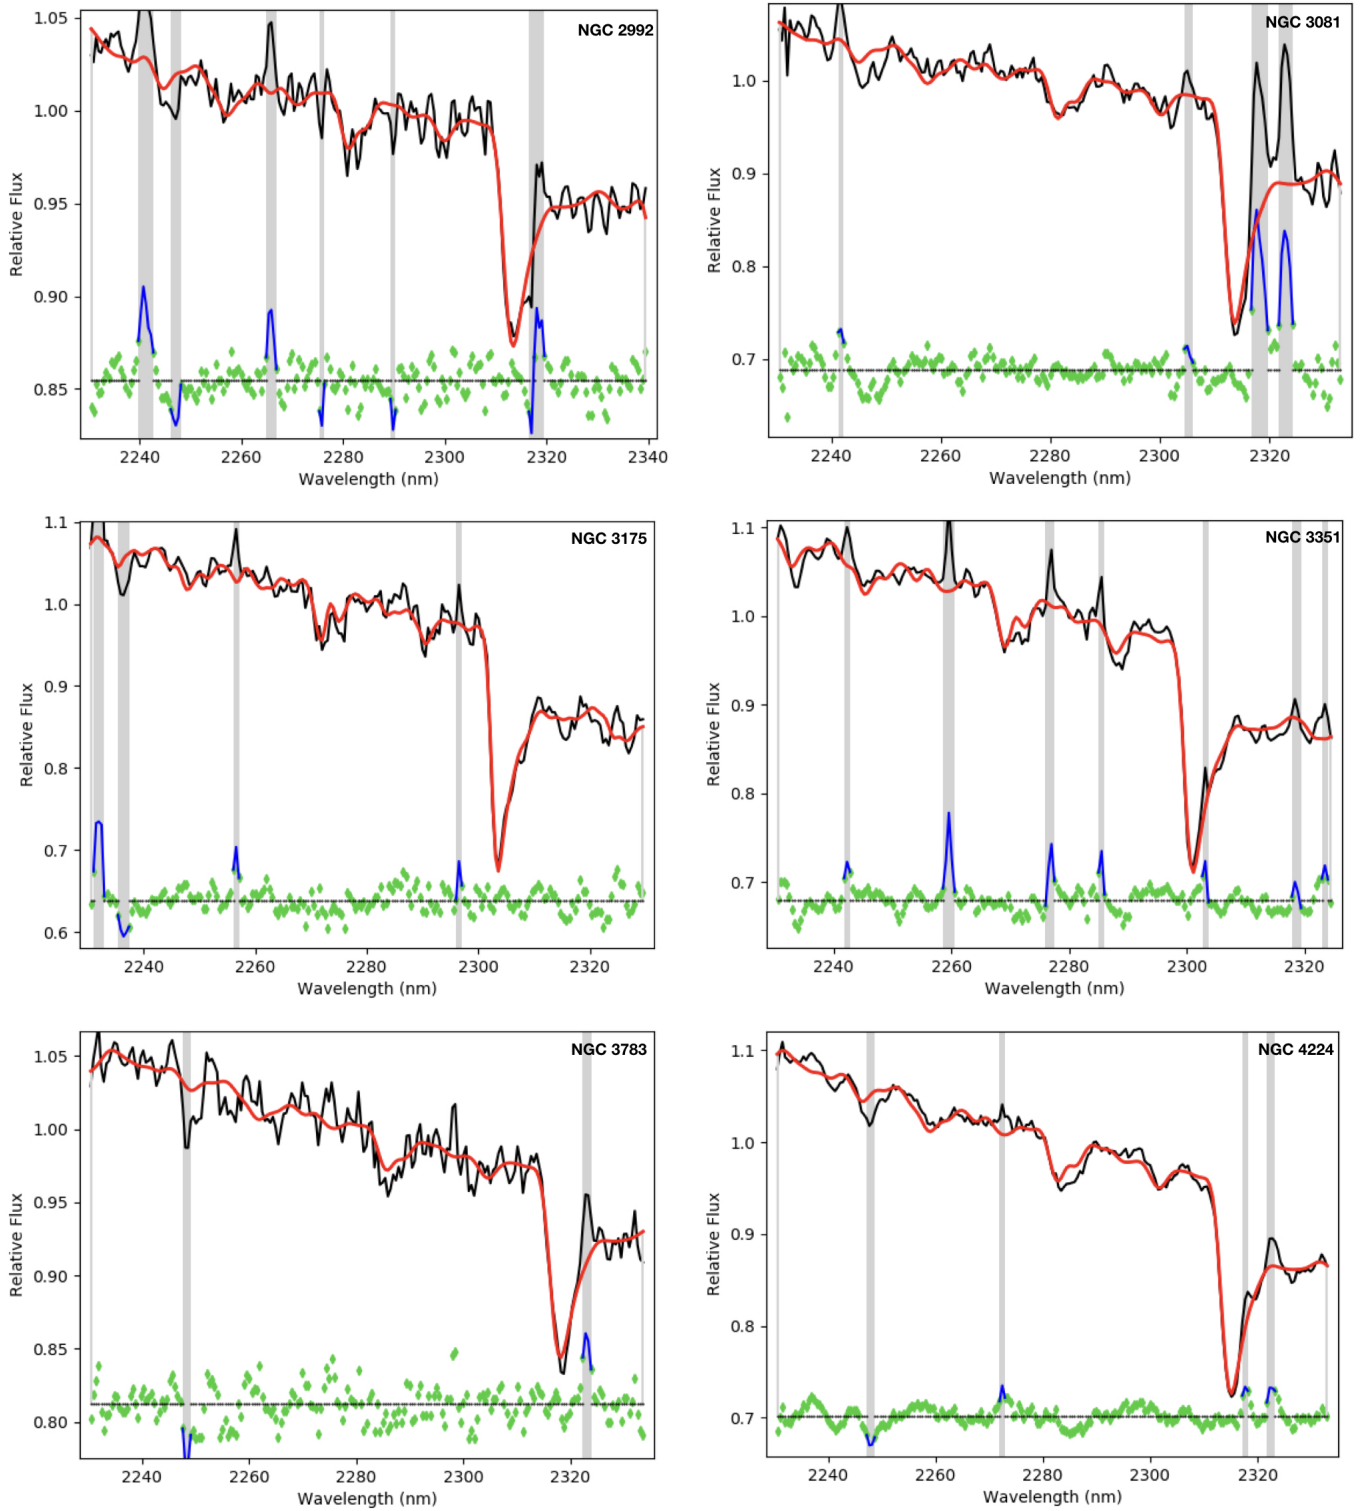 NGC 2992
1.05
1.00
0.95
0.90
0.85
Relative Flux
2240 2260 2280 2300 2320 2340
Wavelength (nm)
NGC 3081
1.0
0.9
0.8
0.7
Relative Flux
2240 2260 2280 2300 2320
Wavelength (nm)
NGC 3175
1.1
1.0
0.9
0.8
0.7
0.6
Relative Flux
2240 2260 2280 2300 2320
Wavelength (nm)
NGC 3351
1.1
1.0
0.9
0.8
0.7
Relative Flux
2240 2260 2280 2300 2320
Wavelength (nm)
NGC 3783
1.05
1.00
0.95
0.90
0.85
0.80
Relative Flux
2240 2260 2280 2300 2320
Wavelength (nm)
NGC 4224
1.1
1.0
0.9
0.8
0.7
Relative Flux
2240 2260 2280 2300 2320
Wavelength (nm)